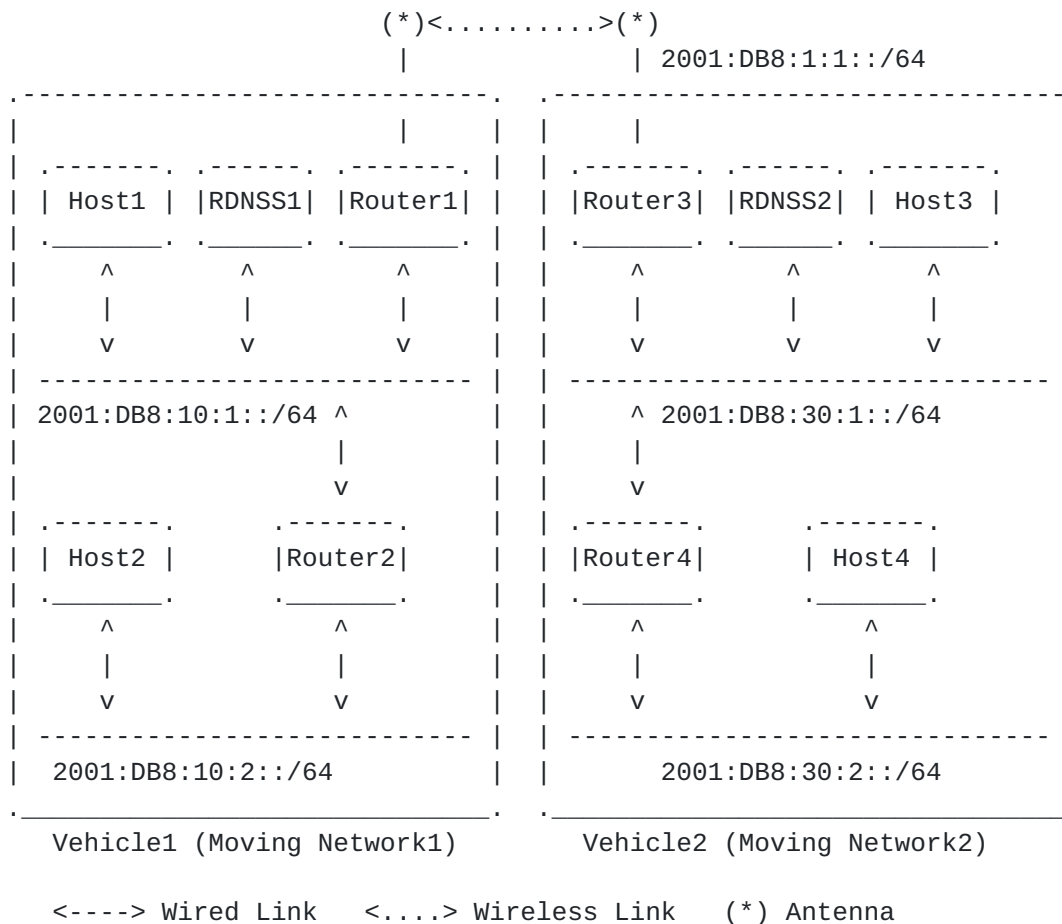 (*)<..........>(*)
2001:DB8:1:1::/64
Host1 RDNSS1 Router1 Router3 RDNSS2 Host3
2001:DB8:10:1::/64 2001:DB8:30:1::/64
Host2 Router2 Router4 Host4
2001:DB8:10:2::/64 2001:DB8:30:2::/64
Vehicle1 (Moving Network1) Vehicle2 (Moving Network2)
<----> Wired Link <....> Wireless Link (*) Antenna